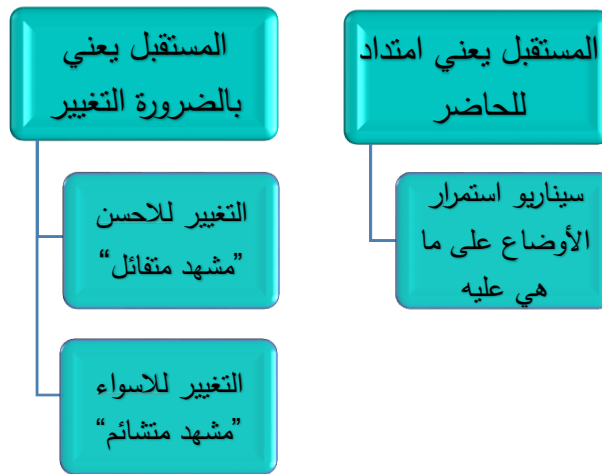 المستقبل يعني امتداد
للحاضر
سيناريو استمرار
الأوضاع على ما
هي عليه
المستقبل يعني
بالضرورة التغيير
التغيير للاحسن
”مشهد متفائل“
التغيير للاسواء
”مشهد متشائم“